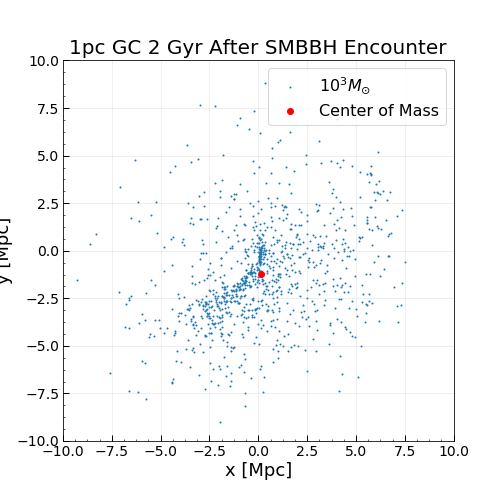 1pc GC 2 Gyr After SMBBH Encounter
10.0
7.5
5.0
2.5
0.0
−2.5
−5.0
−7.5
−10.0
y [Mpc]
10³M⊙
Center of Mass
−10.0 −7.5 −5.0 −2.5 0.0 2.5 5.0 7.5 10.0
x [Mpc]